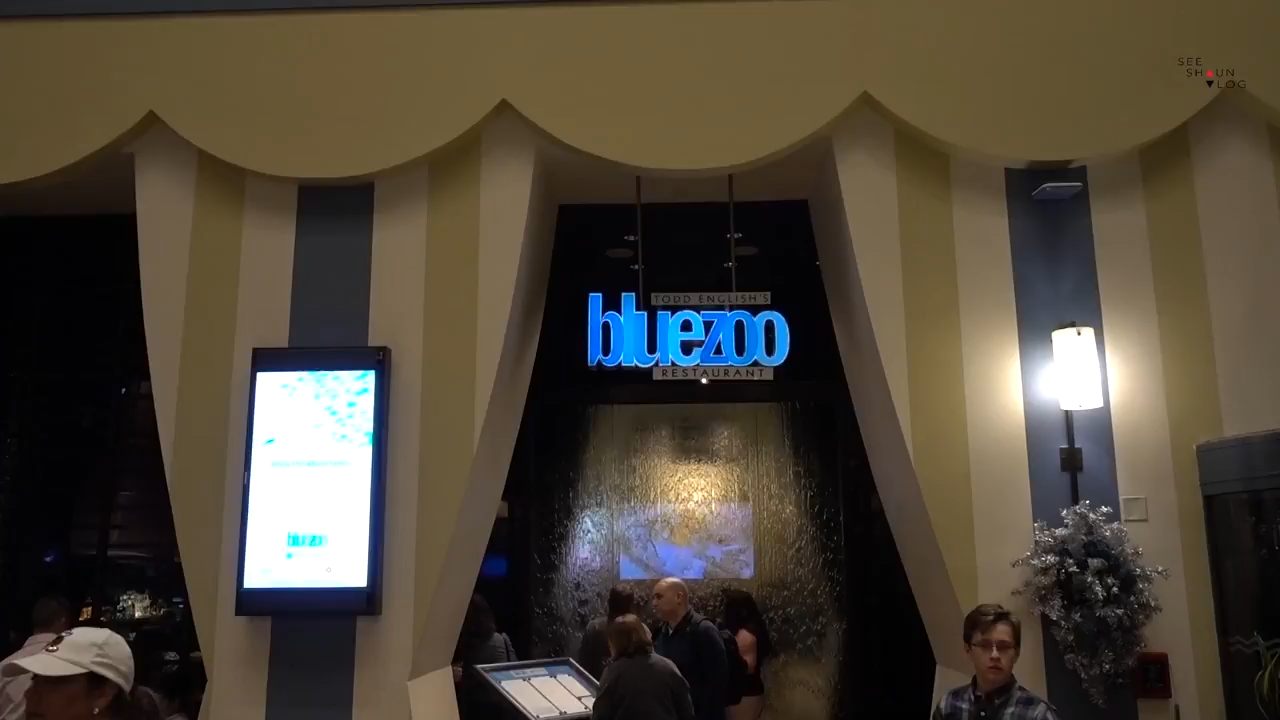 SEE
SHAUN
VLOG
TODD ENGLISH'S
bluezoo
RESTAURANT
bluezoo